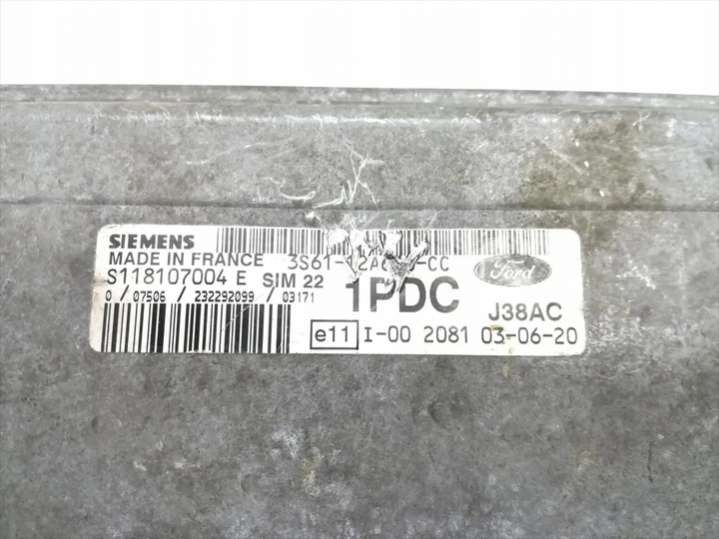 SIEMENS
MADE IN FRANCE
S118107004 E SIM 22
0 / 07506 / 232292099 / 03171
1PDC
Ford
J38AC
e11 I-00 2081 03-06-20